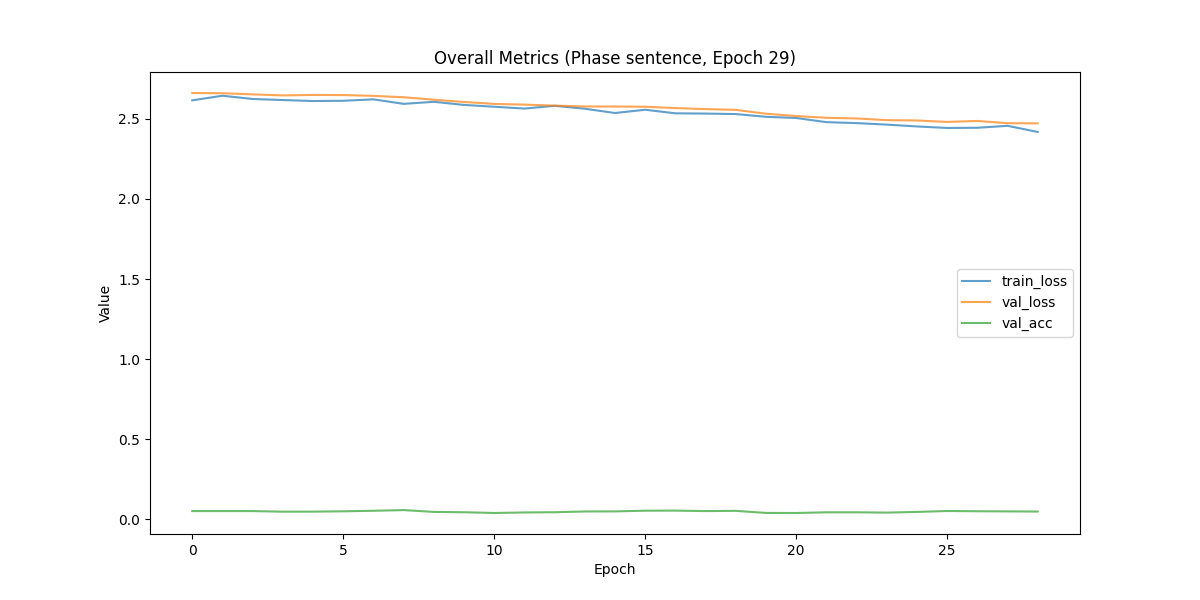 Overall Metrics (Phase sentence, Epoch 29)
2.5
2.0
1.5
1.0
0.5
0.0
Value
train_loss
val_loss
val_acc
0 5 10 15 20 25
Epoch